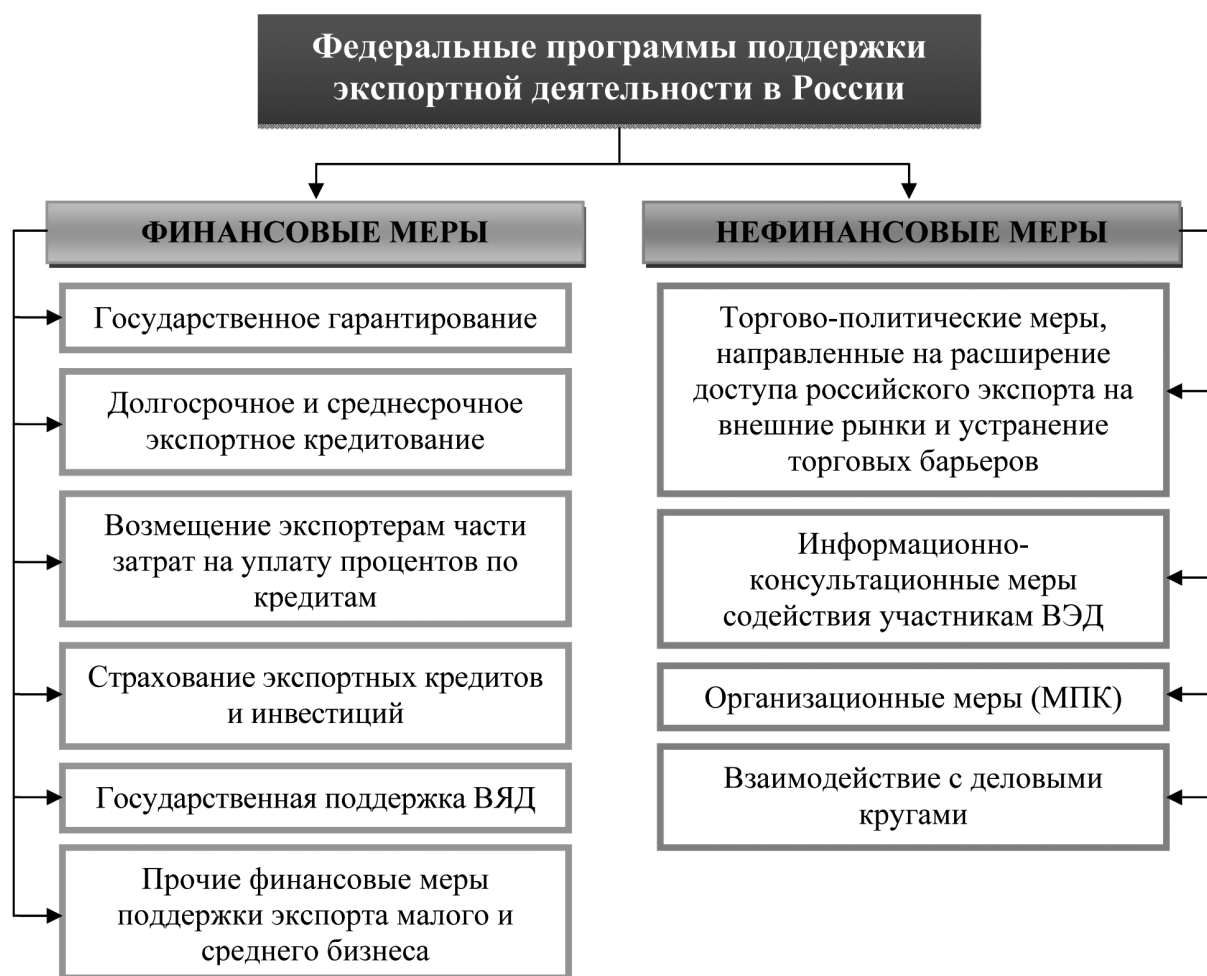 Федеральные программы поддержки
экспортной деятельности в России
ФИНАНСОВЫЕ МЕРЫ
Государственное гарантирование
Долгосрочное и среднесрочное
экспортное кредитование
Возмещение экспортерам части
затрат на уплату процентов по
кредитам
Страхование экспортных кредитов
и инвестиций
Государственная поддержка ВЯД
Прочие финансовые меры
поддержки экспорта малого и
среднего бизнеса
НЕФИНАНСОВЫЕ МЕРЫ
Торгово-политические меры,
направленные на расширение
доступа российского экспорта на
внешние рынки и устранение
торговых барьеров
Информационно-
консультационные меры
содействия участникам ВЭД
Организационные меры (МПК)
Взаимодействие с деловыми
кругами